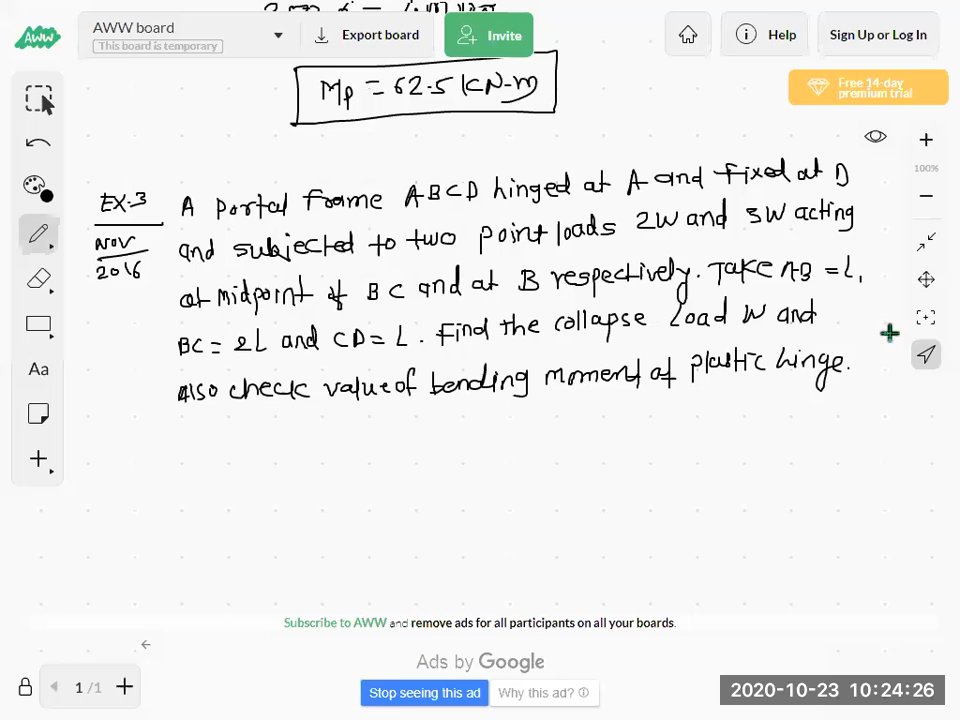 AWW board
This board is temporary
Export board
Invite
Help
Sign Up or Log In
Free 14-day
premium trial
100%
Mp = 62.5 kN-m
Ex-3
Nov
2016
A portal frame ABCD hinged at A and fixed at D
and subjected to two point loads 2W and 3W acting
at midpoint of BC and at B respectively. Take AB = L,
BC = 2L and CD = L. Find the collapse Load W and
also check value of bending moment at plastic hinge.
Aa
Subscribe to AWW and remove ads for all participants on all your boards.
1 /1
Ads by Google
Stop seeing this ad
Why this ad?
2020-10-23 10:24:26